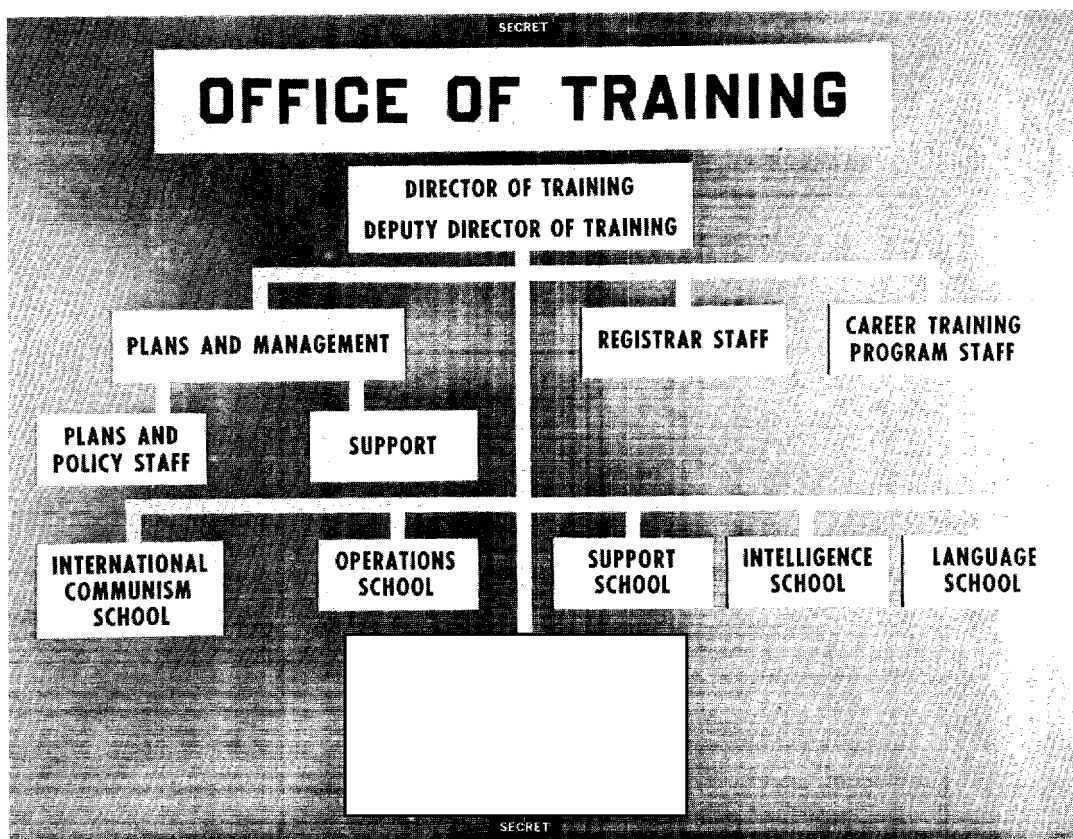 SECRET
OFFICE OF TRAINING
DIRECTOR OF TRAINING
DEPUTY DIRECTOR OF TRAINING
PLANS AND MANAGEMENT
REGISTRAR STAFF
CAREER TRAINING
PROGRAM STAFF
PLANS AND
POLICY STAFF
SUPPORT
INTERNATIONAL
COMMUNISM
SCHOOL
OPERATIONS
SCHOOL
SUPPORT
SCHOOL
INTELLIGENCE
SCHOOL
LANGUAGE
SCHOOL
SECRET